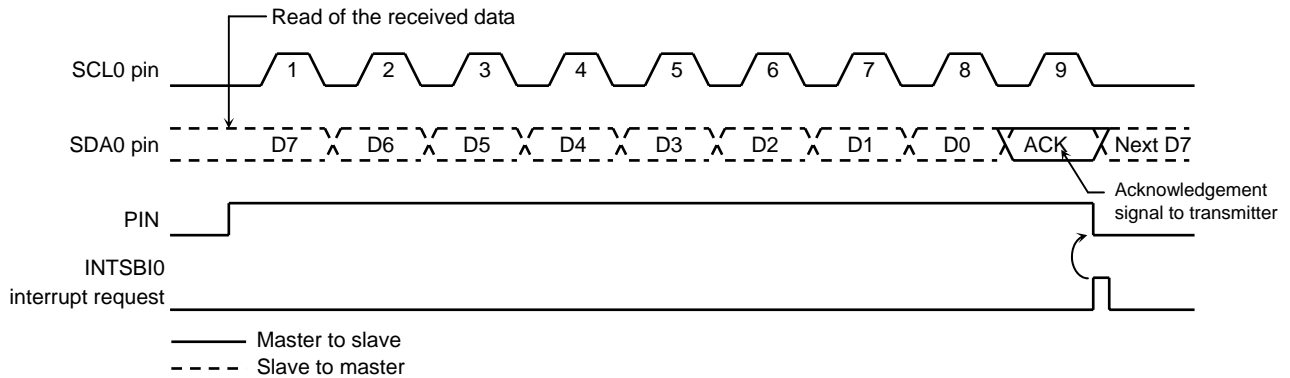 Read of the received data
SCL0 pin
1 2 3 4 5 6 7 8 9
SDA0 pin
D7 D6 D5 D4 D3 D2 D1 D0 ACK Next D7
Acknowledgement
signal to transmitter
PIN
INTSBI0
interrupt request
Master to slave
Slave to master